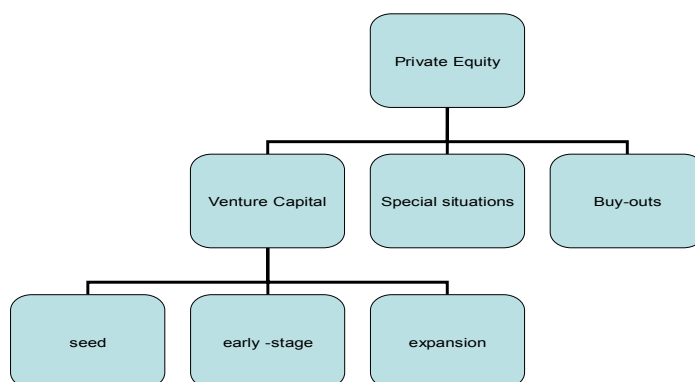 Private Equity
Venture Capital
Special situations
Buy-outs
seed
early -stage
expansion